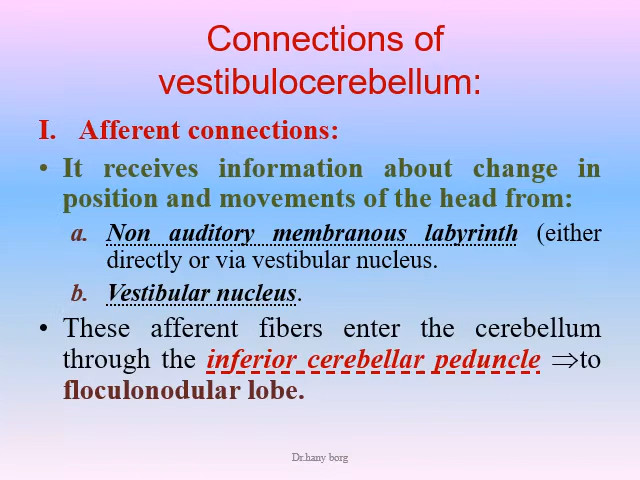 Connections of
vestibulocerebellum:
I. Afferent connections:
• It receives information about change in
position and movements of the head from:
a. Non auditory membranous labyrinth (either
directly or via vestibular nucleus.
b. Vestibular nucleus.
• These afferent fibers enter the cerebellum
through the inferior cerebellar peduncle ⇒to
floculonodular lobe.
Dr.hany borg